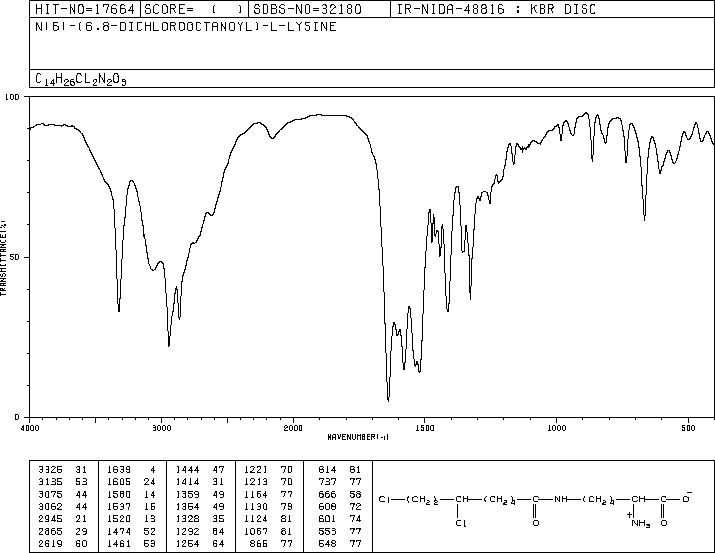 HIT-NO=17664 SCORE= ( ) SDBS-NO=32180 IR-NIDA-48816 : KBR DISC
N(6)-(6,8-DICHLOROOCTANOYL)-L-LYSINE
C14H26CL2N2O3
100
50
0
TRANSMITTANCE(%)
4000 3000 2000 1500 1000 500
WAVENUMBER(-1)
3325 31 1639 4 1444 47 1221 70 814 81
3135 53 1605 24 1414 31 1213 70 737 77
3075 44 1580 14 1359 49 1164 77 666 58
3062 44 1537 15 1354 49 1130 79 608 72
2945 21 1520 13 1328 35 1124 81 601 74
2865 29 1474 52 1292 64 1067 81 553 77
2619 60 1461 53 1254 64 866 77 548 77
Cl—(CH2)2—CH—(CH2)4—C—NH—(CH2)4—CH—C—O−
Cl O +NH3 O